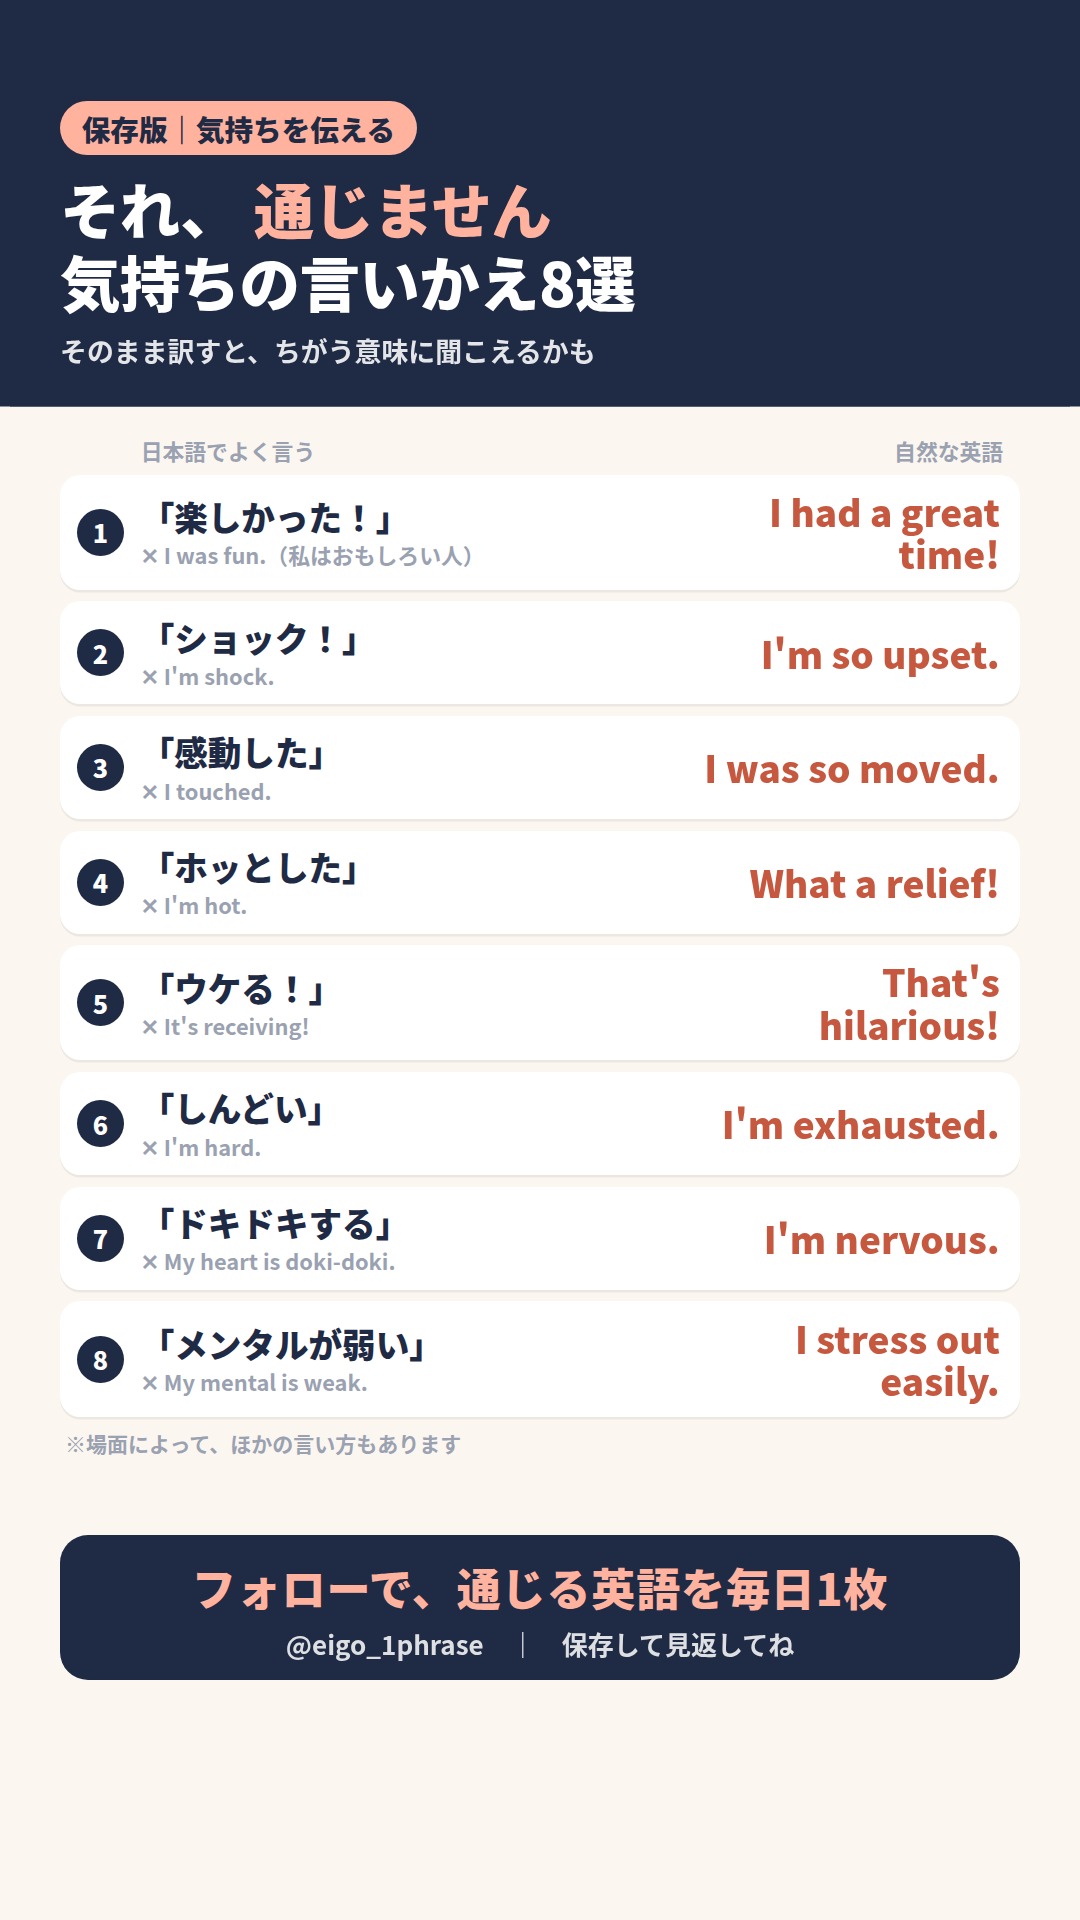 保存版｜気持ちを伝える
それ、 通じません
気持ちの言いかえ8選
そのまま訳すと、ちがう意味に聞こえるかも
日本語でよく言う
自然な英語
1
「楽しかった！」
× I was fun.（私はおもしろい人）
I had a great
time!
2
「ショック！」
× I'm shock.
I'm so upset.
3
「感動した」
× I touched.
I was so moved.
4
「ホッとした」
× I'm hot.
What a relief!
5
「ウケる！」
× It's receiving!
That's
hilarious!
6
「しんどい」
× I'm hard.
I'm exhausted.
7
「ドキドキする」
× My heart is doki-doki.
I'm nervous.
8
「メンタルが弱い」
× My mental is weak.
I stress out
easily.
※場面によって、ほかの言い方もあります
フォローで、通じる英語を毎日1枚
@eigo_1phrase ｜ 保存して見返してね